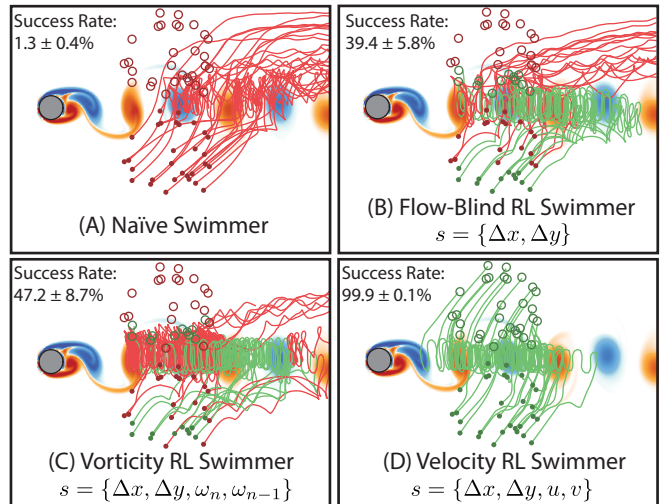 Success Rate:
1.3 ± 0.4%
(A) Naïve Swimmer
Success Rate:
39.4 ± 5.8%
(B) Flow-Blind RL Swimmer
s = {Δx, Δy}
Success Rate:
47.2 ± 8.7%
(C) Vorticity RL Swimmer
s = {Δx, Δy, ωₙ, ωₙ₋₁}
Success Rate:
99.9 ± 0.1%
(D) Velocity RL Swimmer
s = {Δx, Δy, u, v}